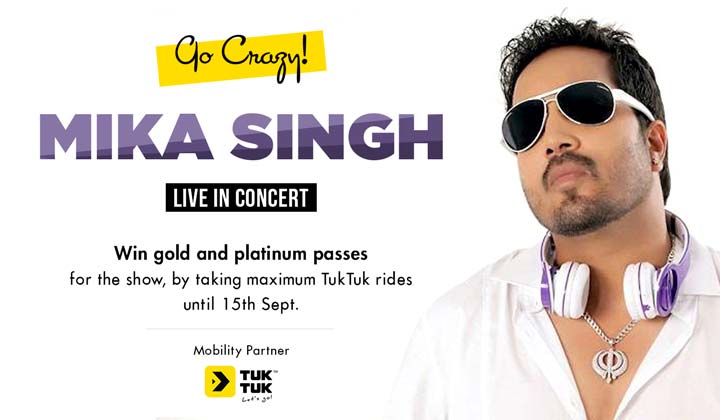 Go Crazy!
MIKA SINGH
LIVE IN CONCERT
Win gold and platinum passes
for the show, by taking maximum TukTuk rides
until 15th Sept.
Mobility Partner
TUK™
TUK
Let's go!